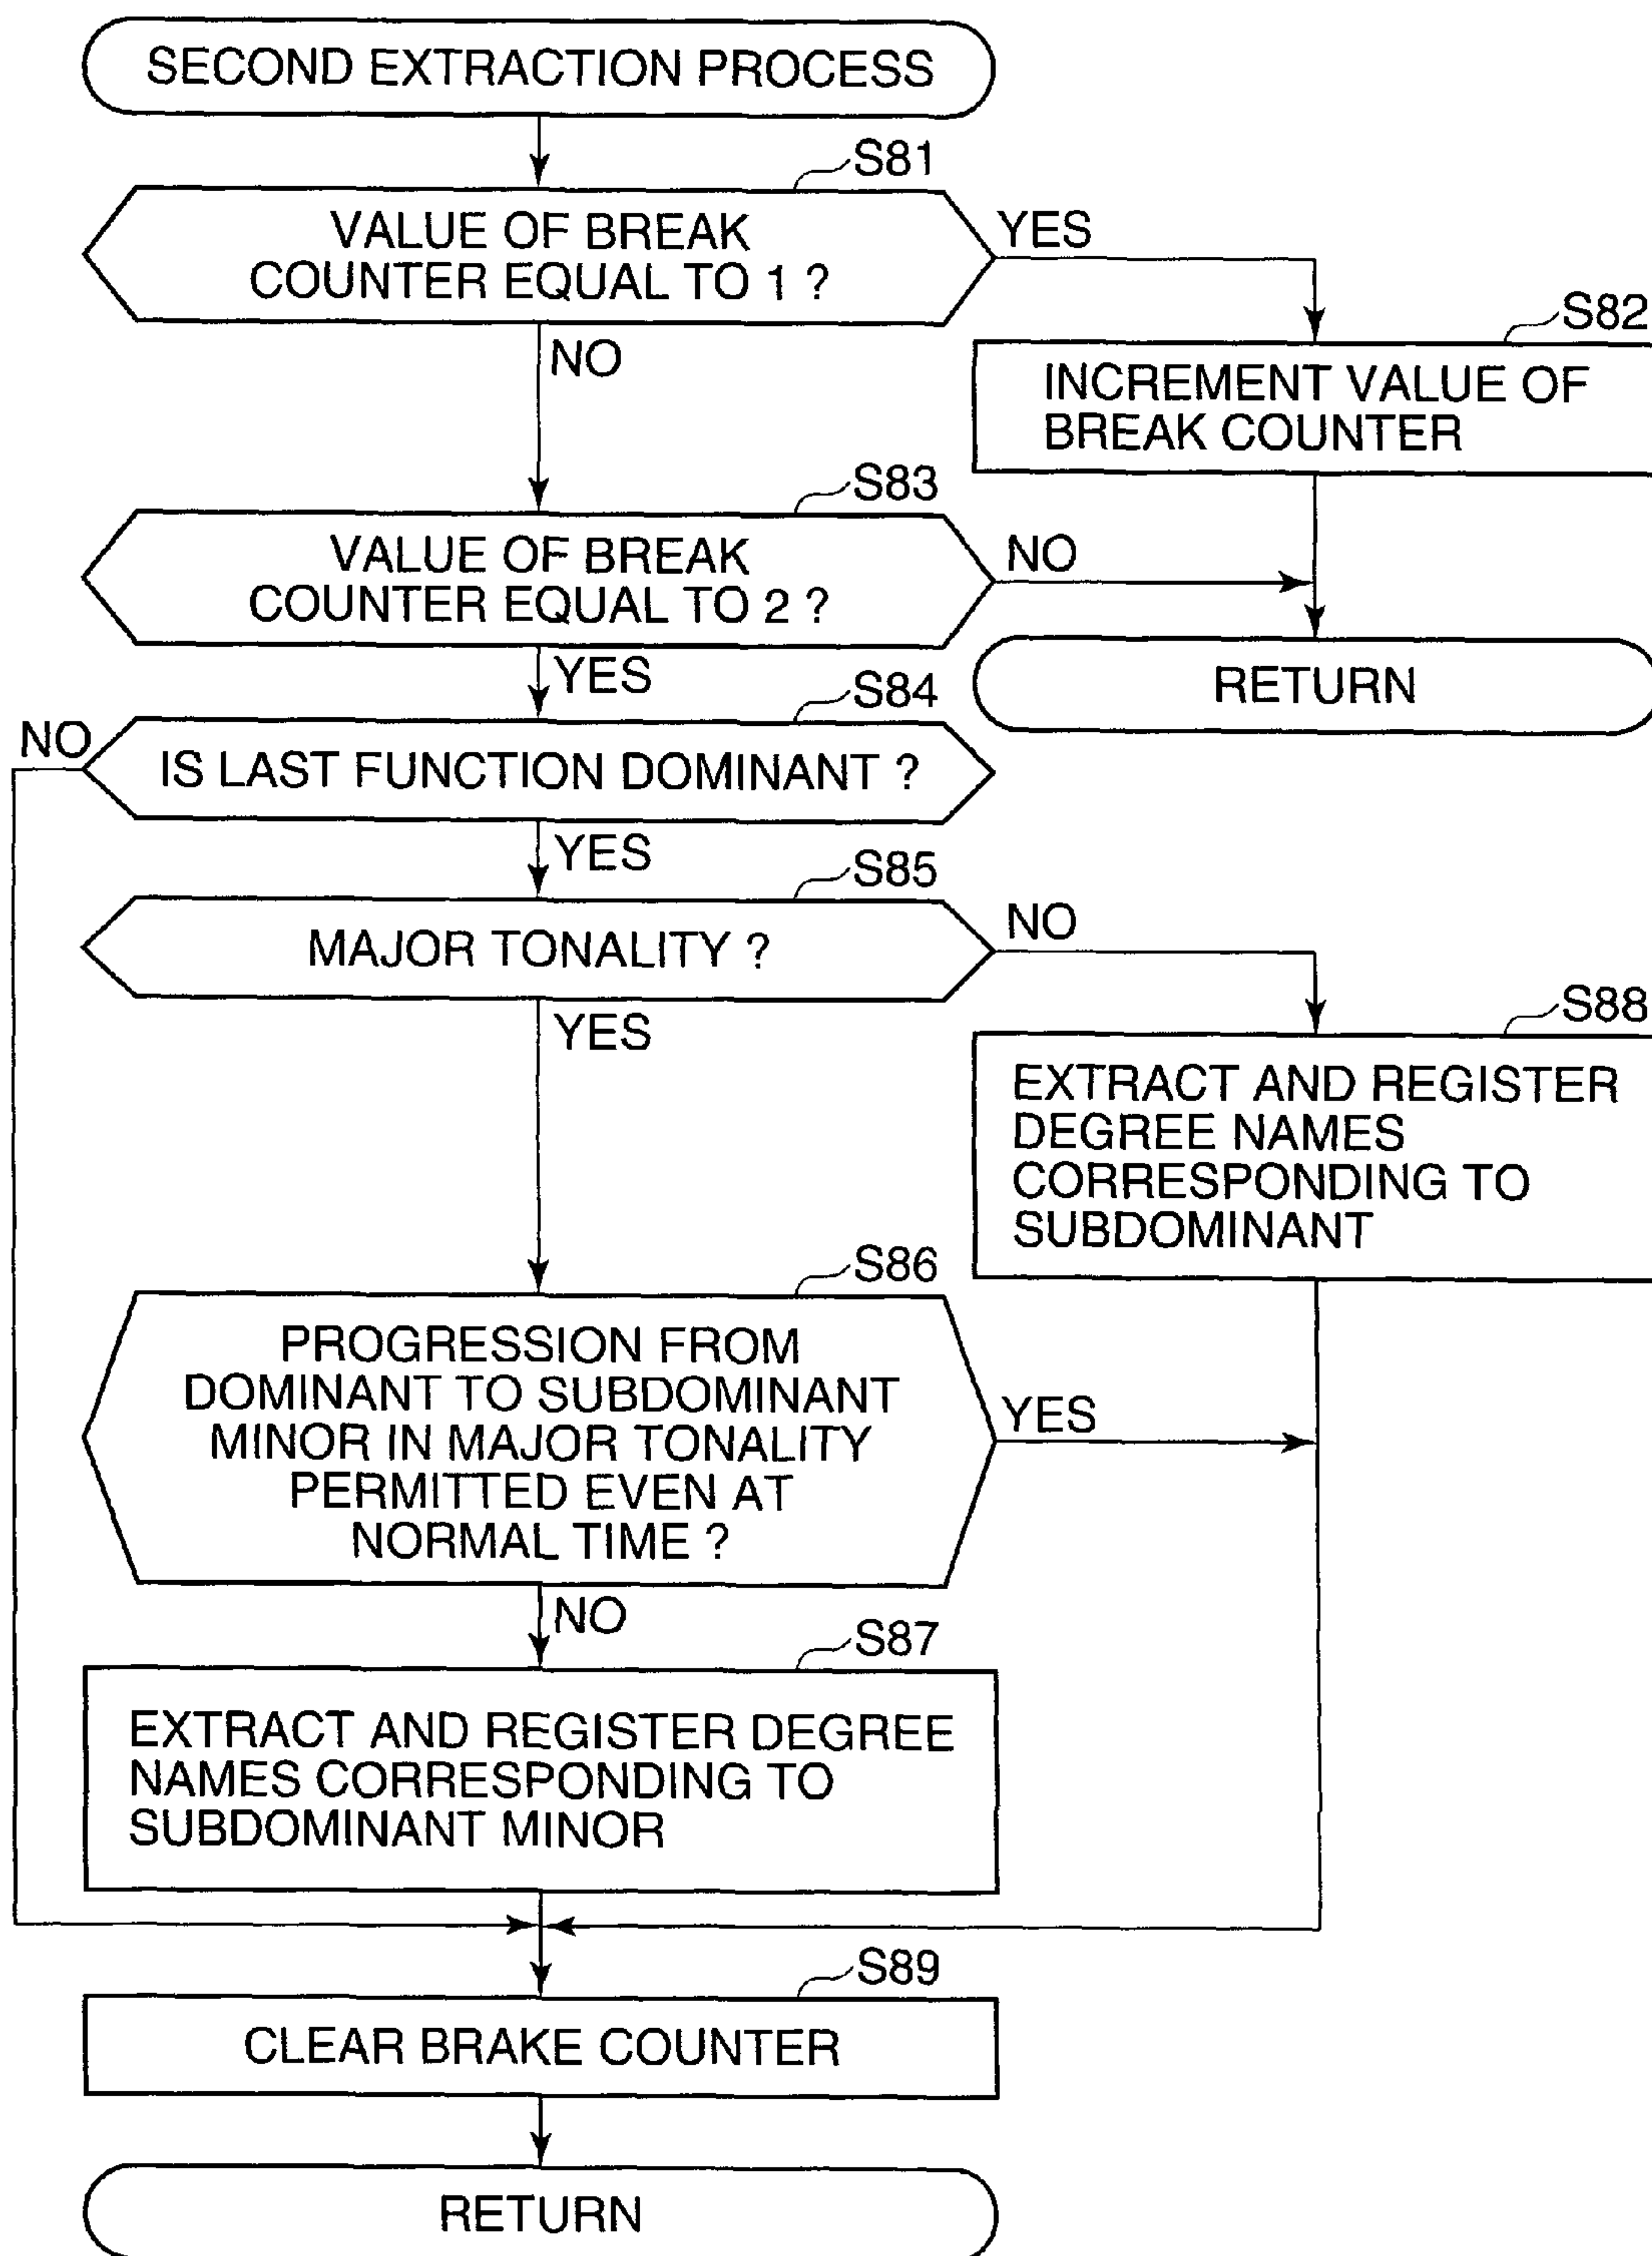 SECOND EXTRACTION PROCESS
S81
VALUE OF BREAK
COUNTER EQUAL TO 1 ?
YES
NO
S82
INCREMENT VALUE OF
BREAK COUNTER
S83
VALUE OF BREAK
COUNTER EQUAL TO 2 ?
NO
YES
RETURN
S84
NO
IS LAST FUNCTION DOMINANT ?
YES
S85
MAJOR TONALITY ?
NO
YES
S88
EXTRACT AND REGISTER
DEGREE NAMES
CORRESPONDING TO
SUBDOMINANT
S86
PROGRESSION FROM
DOMINANT TO SUBDOMINANT
MINOR IN MAJOR TONALITY
PERMITTED EVEN AT
NORMAL TIME ?
YES
NO
S87
EXTRACT AND REGISTER DEGREE
NAMES CORRESPONDING TO
SUBDOMINANT MINOR
S89
CLEAR BRAKE COUNTER
RETURN